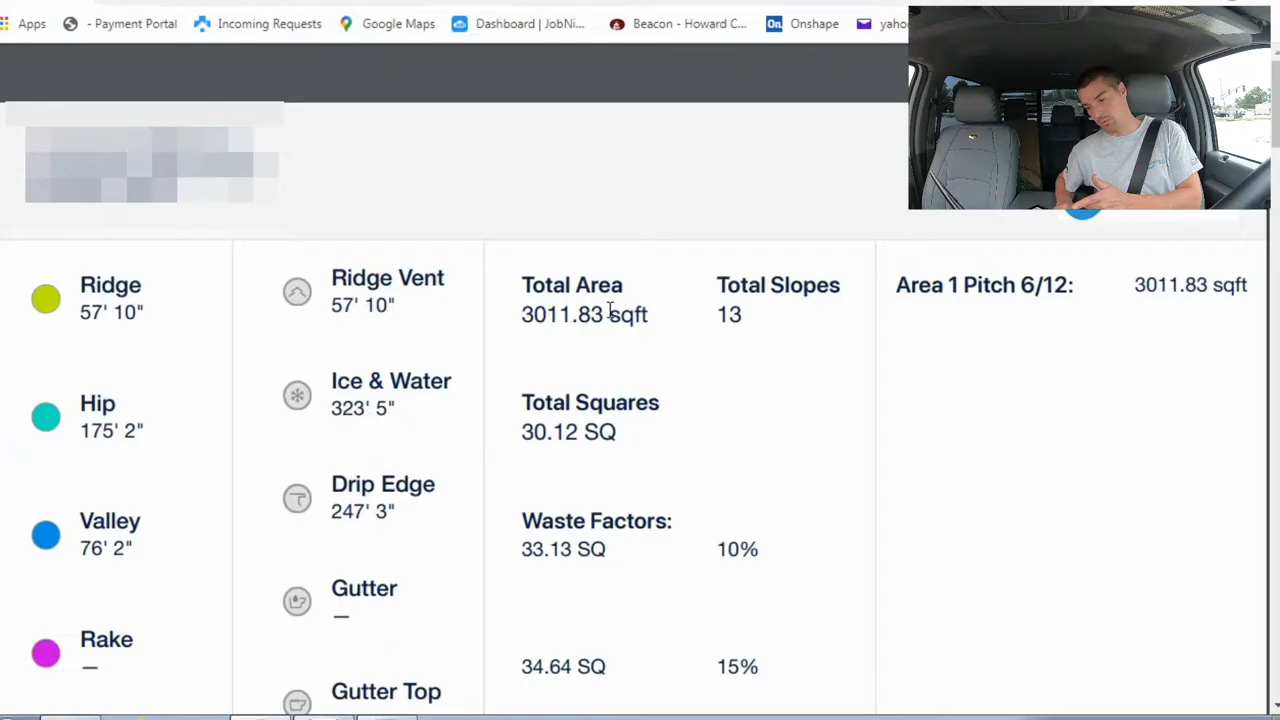 Apps - Payment Portal Incoming Requests Google Maps Dashboard | JobNi... Beacon - Howard C... Onshape yahoo
Ridge
57' 10"
Hip
175' 2"
Valley
76' 2"
Rake
—
Ridge Vent
57' 10"
Ice & Water
323' 5"
Drip Edge
247' 3"
Gutter
—
Gutter Top
Total Area
3011.83 sqft
Total Slopes
13
Total Squares
30.12 SQ
Waste Factors:
33.13 SQ 10%
34.64 SQ 15%
Area 1 Pitch 6/12: 3011.83 sqft